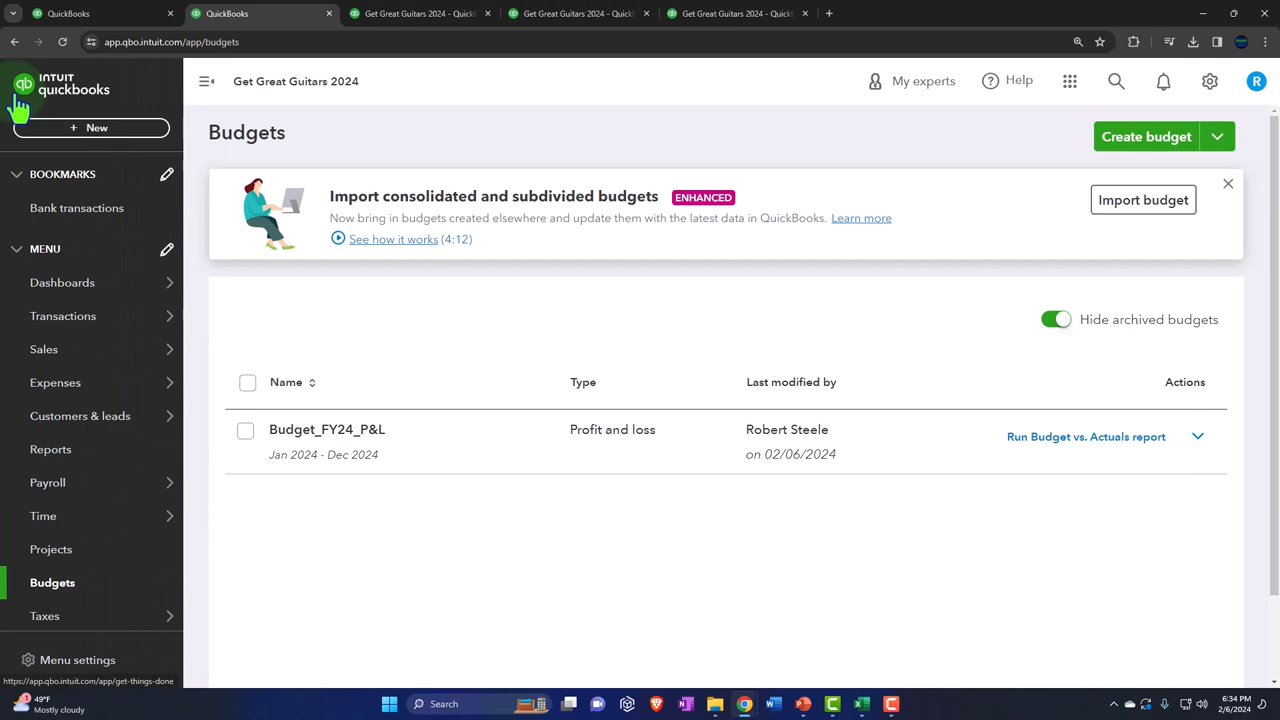 QuickBooks
QuickBooks
Get Great Guitars 2024 - Quick
Get Great Guitars 2024 - Quickb
Get Great Guitars 2024 - Quickb
app.qbo.intuit.com/app/budgets
INTUIT
quickbooks
Get Great Guitars 2024
My experts
Help
R
+ New
Budgets
Create budget
BOOKMARKS
Bank transactions
MENU
Dashboards
Transactions
Sales
Expenses
Customers & leads
Reports
Payroll
Time
Projects
Budgets
Taxes
Menu settings
Import consolidated and subdivided budgets ENHANCED
Now bring in budgets created elsewhere and update them with the latest data in QuickBooks. Learn more
See how it works (4:12)
Import budget
Hide archived budgets
Name Type Last modified by Actions
Budget_FY24_P&L Profit and loss Robert Steele Run Budget vs. Actuals report
Jan 2024 - Dec 2024 on 02/06/2024
https://app.qbo.intuit.com/app/get-things-done
49°F
Mostly cloudy
Search
6:34 PM
2/6/2024